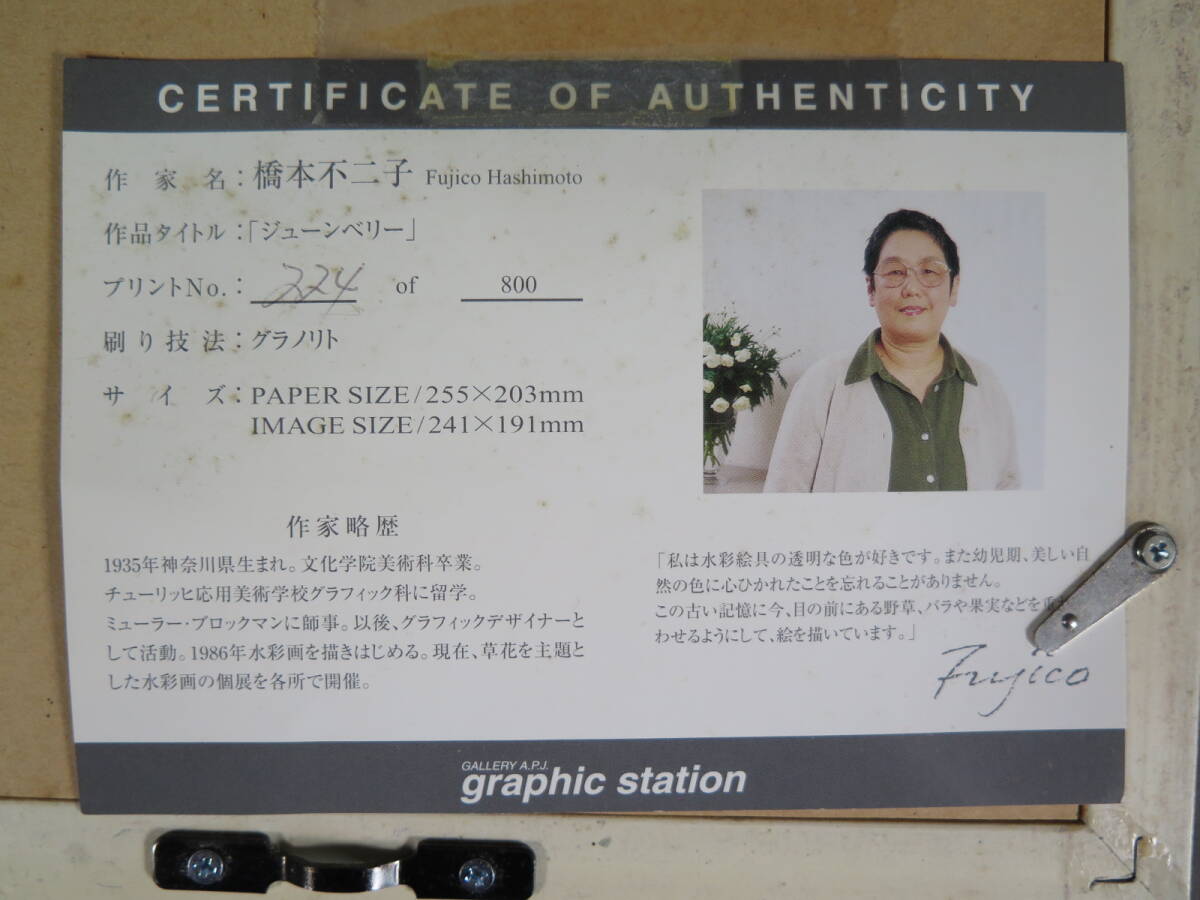 CERTIFICATE OF AUTHENTICITY
作家名：橋本不二子 Fujico Hashimoto
作品タイトル：「ジューンベリー」
プリントNo.：224 of 800
刷り技法：グラノリト
サイズ：PAPER SIZE/255×203mm
IMAGE SIZE/241×191mm
作家略歴
1935年神奈川県生まれ。文化学院美術科卒業。
チューリッヒ応用美術学校グラフィック科に留学。
ミューラー・ブロックマンに師事。以後、グラフィックデザイナーと
して活動。1986年水彩画を描きはじめる。現在、草花を主題と
した水彩画の個展を各所で開催。
「私は水彩絵具の透明な色が好きです。また幼児期、美しい自
然の色に心ひかれたことを忘れることがありません。
この古い記憶に今、目の前にある野草、バラや果実などを重
わせるようにして、絵を描いています。」
Fujico
GALLERY A.P.J.
graphic station